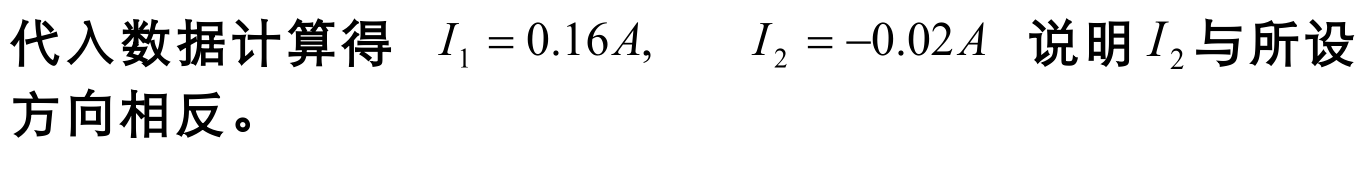 代入数据计算得 I₁ = 0.16A, I₂ = −0.02A 说明 I₂ 与所设
方向相反。